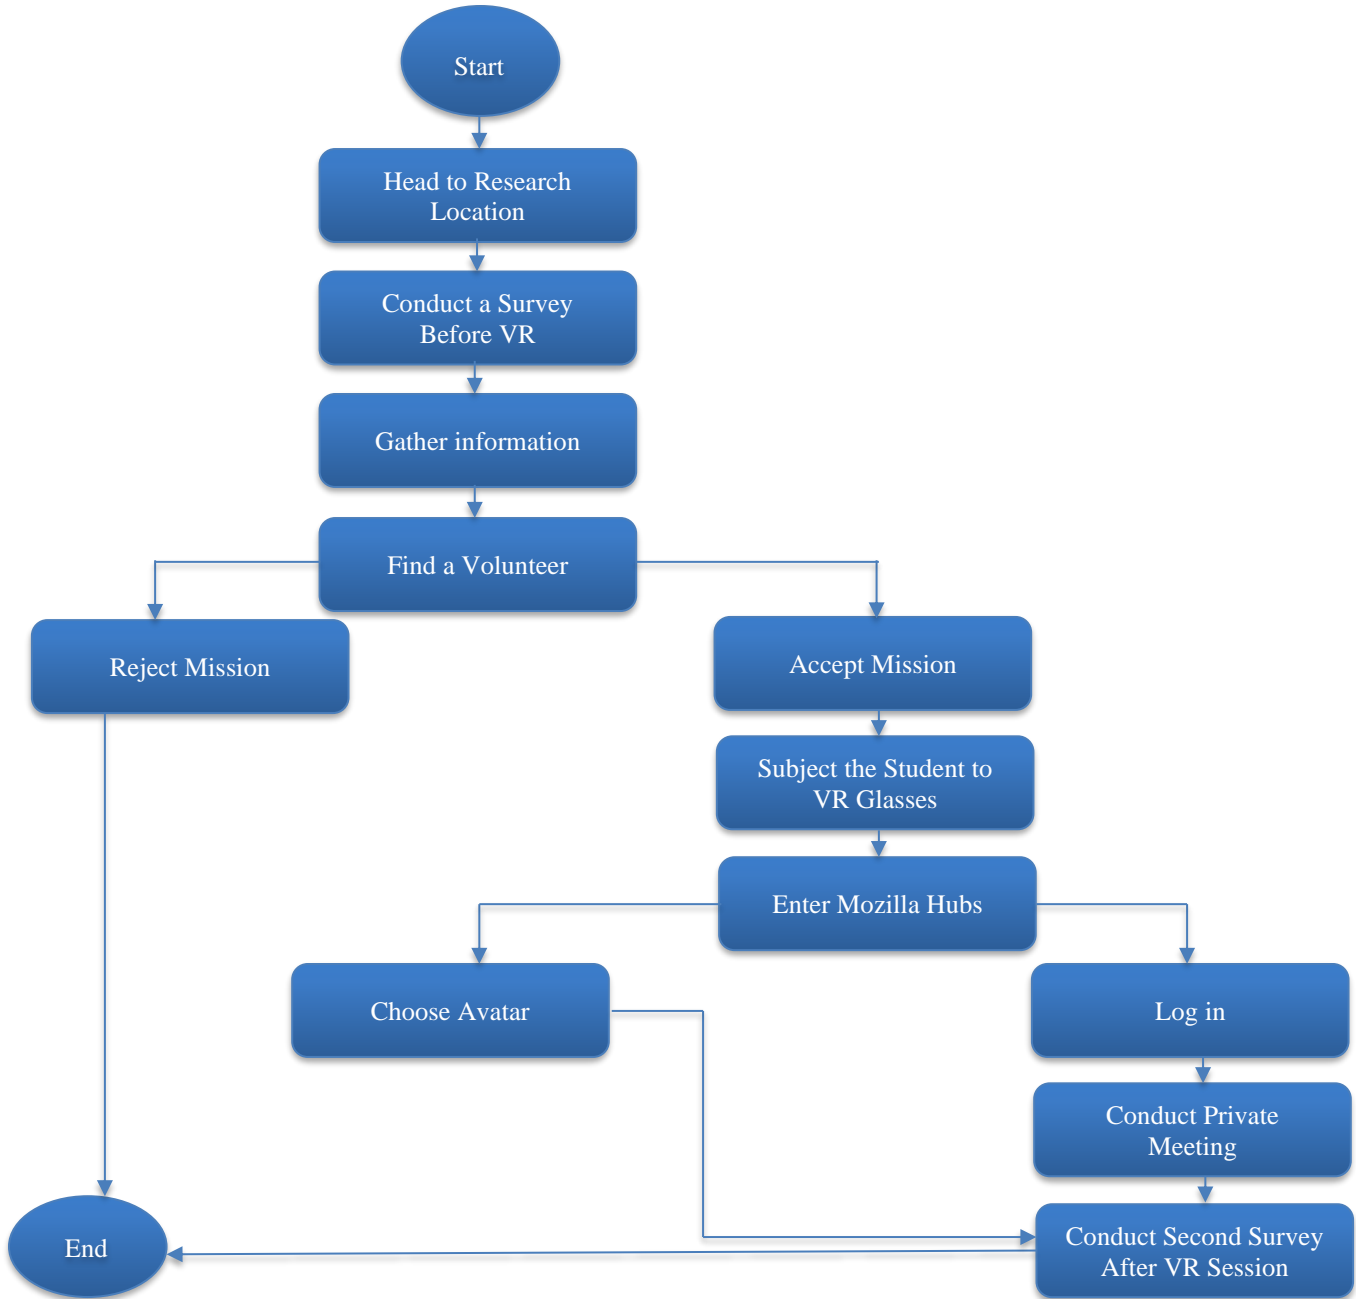 Start
Head to Research
Location
Conduct a Survey
Before VR
Gather information
Find a Volunteer
Reject Mission
Accept Mission
Subject the Student to
VR Glasses
Enter Mozilla Hubs
Choose Avatar
Log in
Conduct Private
Meeting
Conduct Second Survey
After VR Session
End